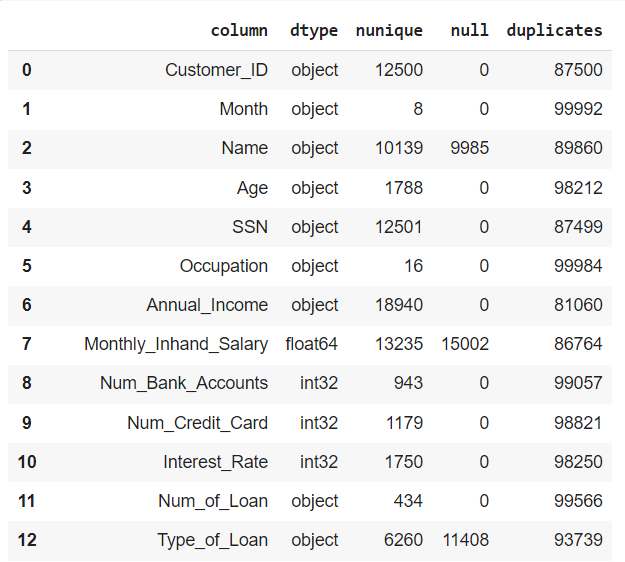 column dtype nunique null duplicates
0 Customer_ID object 12500 0 87500
1 Month object 8 0 99992
2 Name object 10139 9985 89860
3 Age object 1788 0 98212
4 SSN object 12501 0 87499
5 Occupation object 16 0 99984
6 Annual_Income object 18940 0 81060
7 Monthly_Inhand_Salary float64 13235 15002 86764
8 Num_Bank_Accounts int32 943 0 99057
9 Num_Credit_Card int32 1179 0 98821
10 Interest_Rate int32 1750 0 98250
11 Num_of_Loan object 434 0 99566
12 Type_of_Loan object 6260 11408 93739